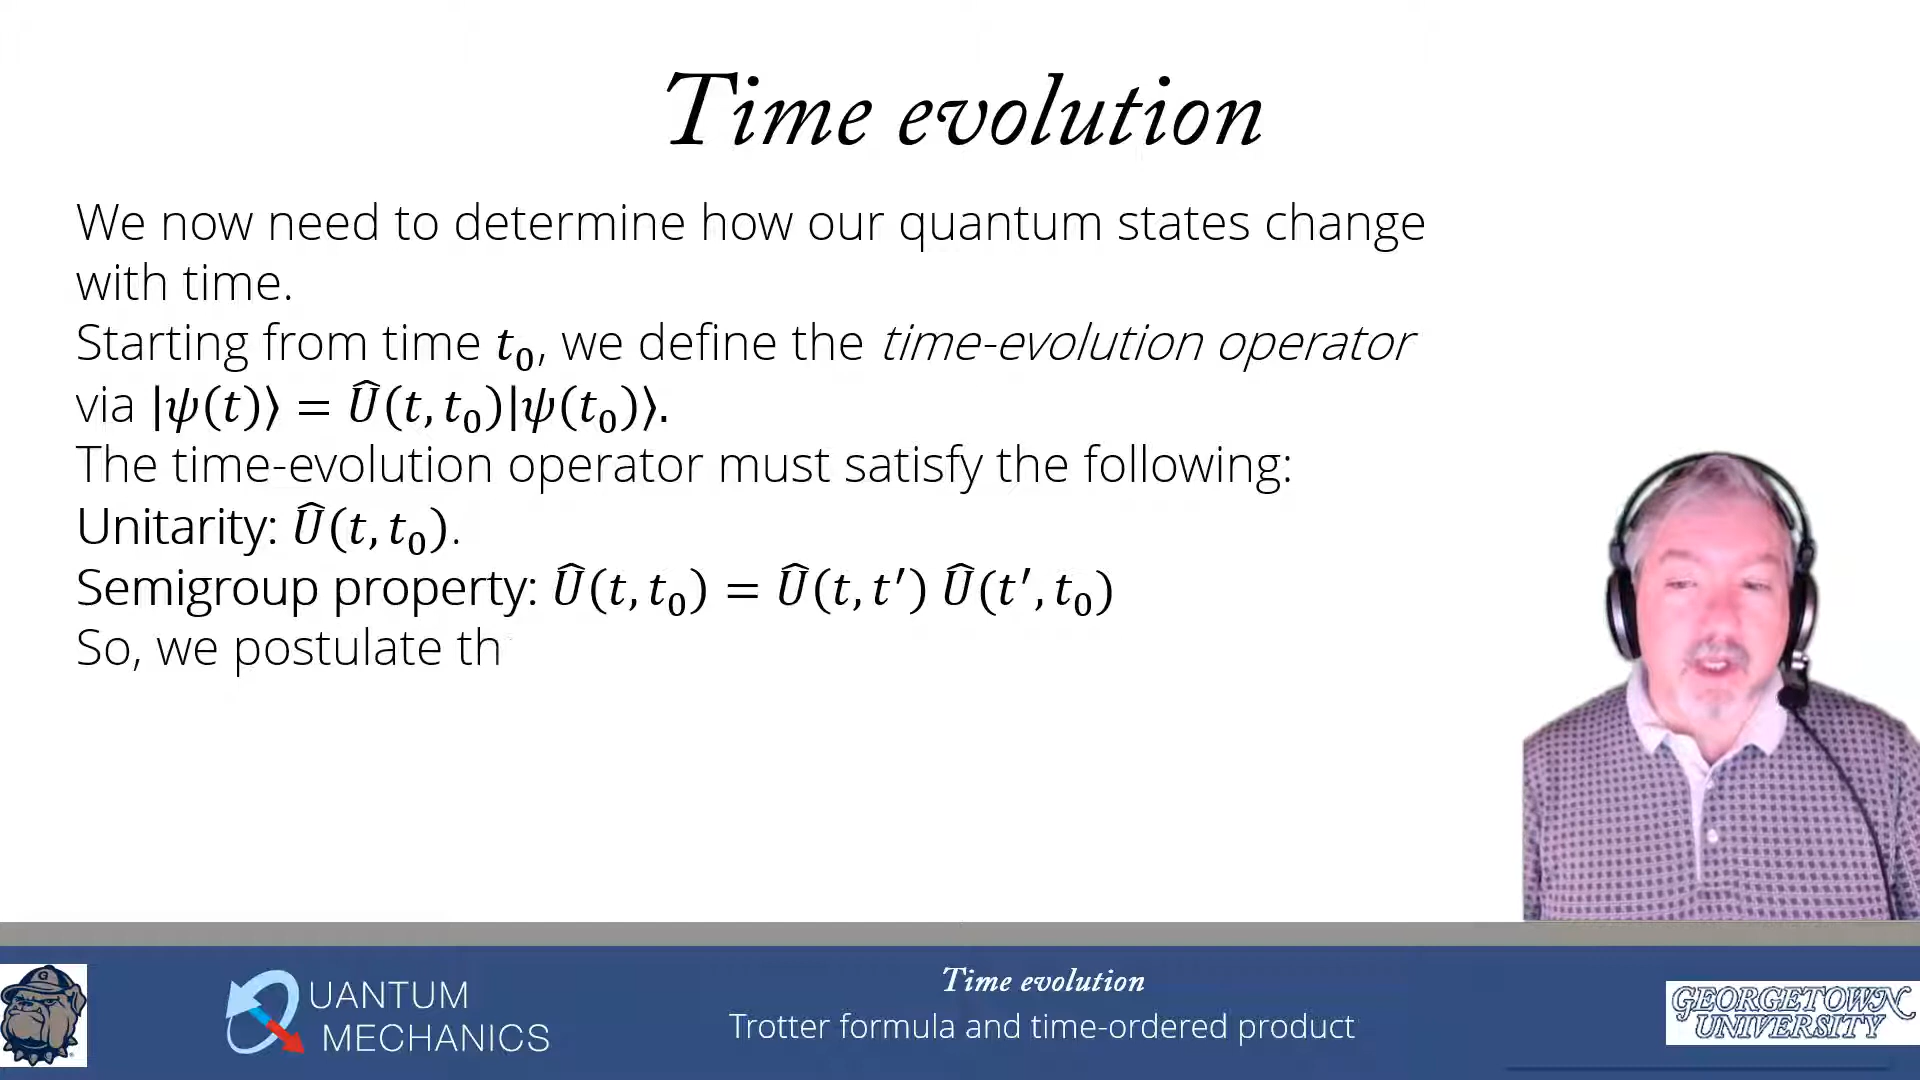 Time evolution
We now need to determine how our quantum states change
with time.
Starting from time t₀, we define the time-evolution operator
via |ψ(t)⟩ = Û(t, t₀)|ψ(t₀)⟩.
The time-evolution operator must satisfy the following:
Unitarity: Û(t, t₀).
Semigroup property: Û(t, t₀) = Û(t, t′) Û(t′, t₀)
So, we postulate th
G
QUANTUM
MECHANICS
Time evolution
Trotter formula and time-ordered product
GEORGETOWN
UNIVERSITY